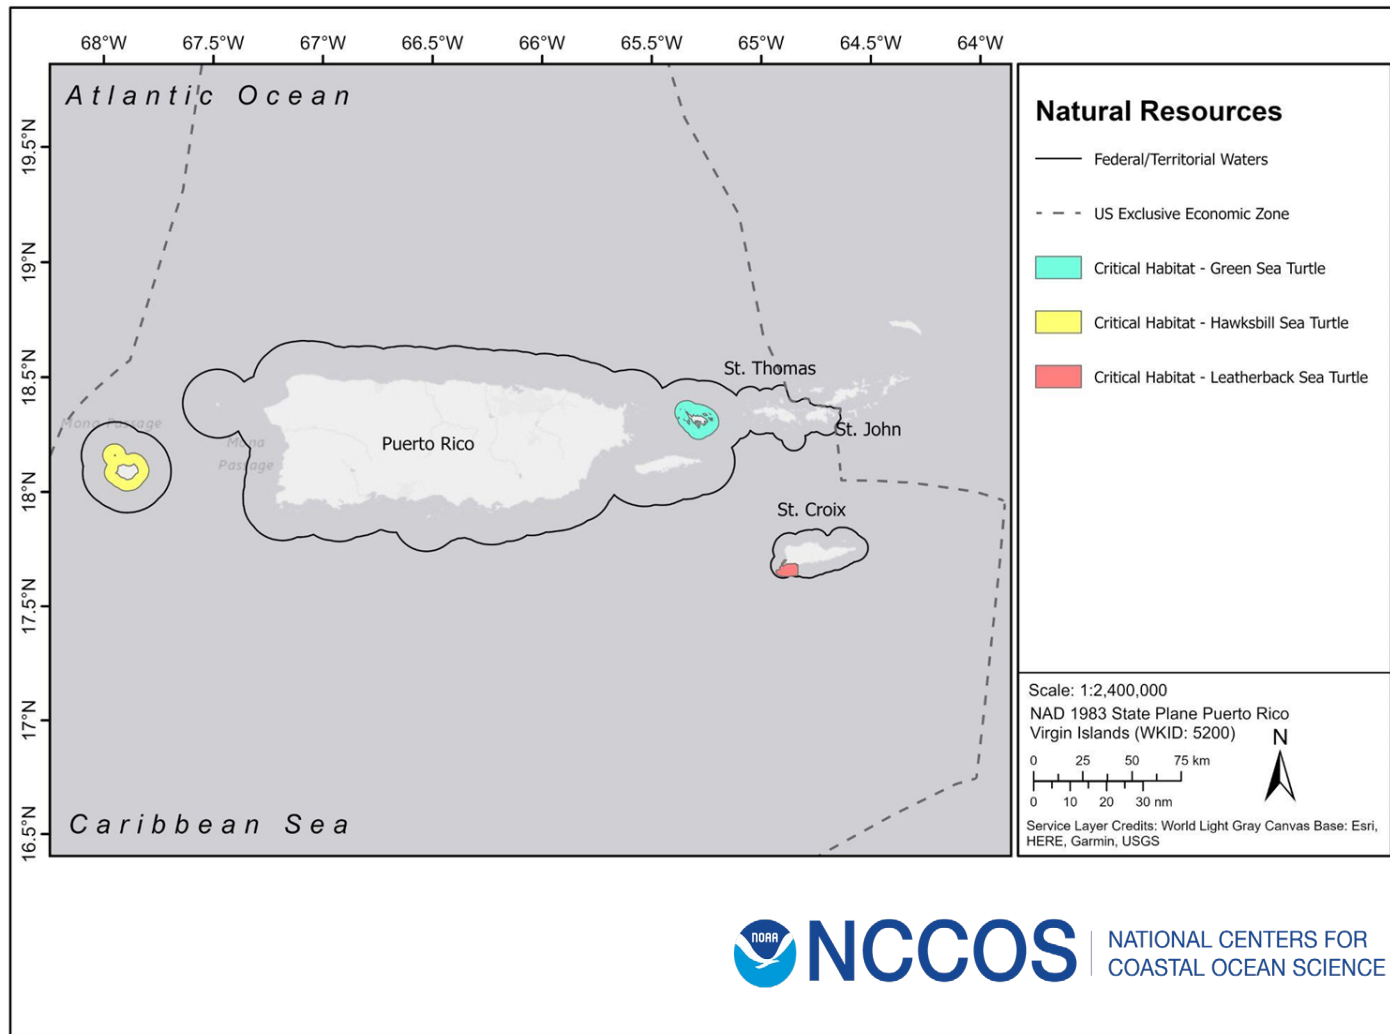 68°W 67.5°W 67°W 66.5°W 66°W 65.5°W 65°W 64.5°W 64°W
Atlantic Ocean
19.5°N
19°N
18.5°N
18°N
17.5°N
17°N
16.5°N
St. Thomas
Mona Passage
St. John
Mona
Passage
Puerto Rico
St. Croix
Caribbean Sea
Natural Resources
Federal/Territorial Waters
US Exclusive Economic Zone
Critical Habitat - Green Sea Turtle
Critical Habitat - Hawksbill Sea Turtle
Critical Habitat - Leatherback Sea Turtle
Scale: 1:2,400,000
NAD 1983 State Plane Puerto Rico
Virgin Islands (WKID: 5200)
N
0 25 50 75 km
0 10 20 30 nm
Service Layer Credits: World Light Gray Canvas Base: Esri,
HERE, Garmin, USGS
NOAA
NCCOS
NATIONAL CENTERS FOR
COASTAL OCEAN SCIENCE